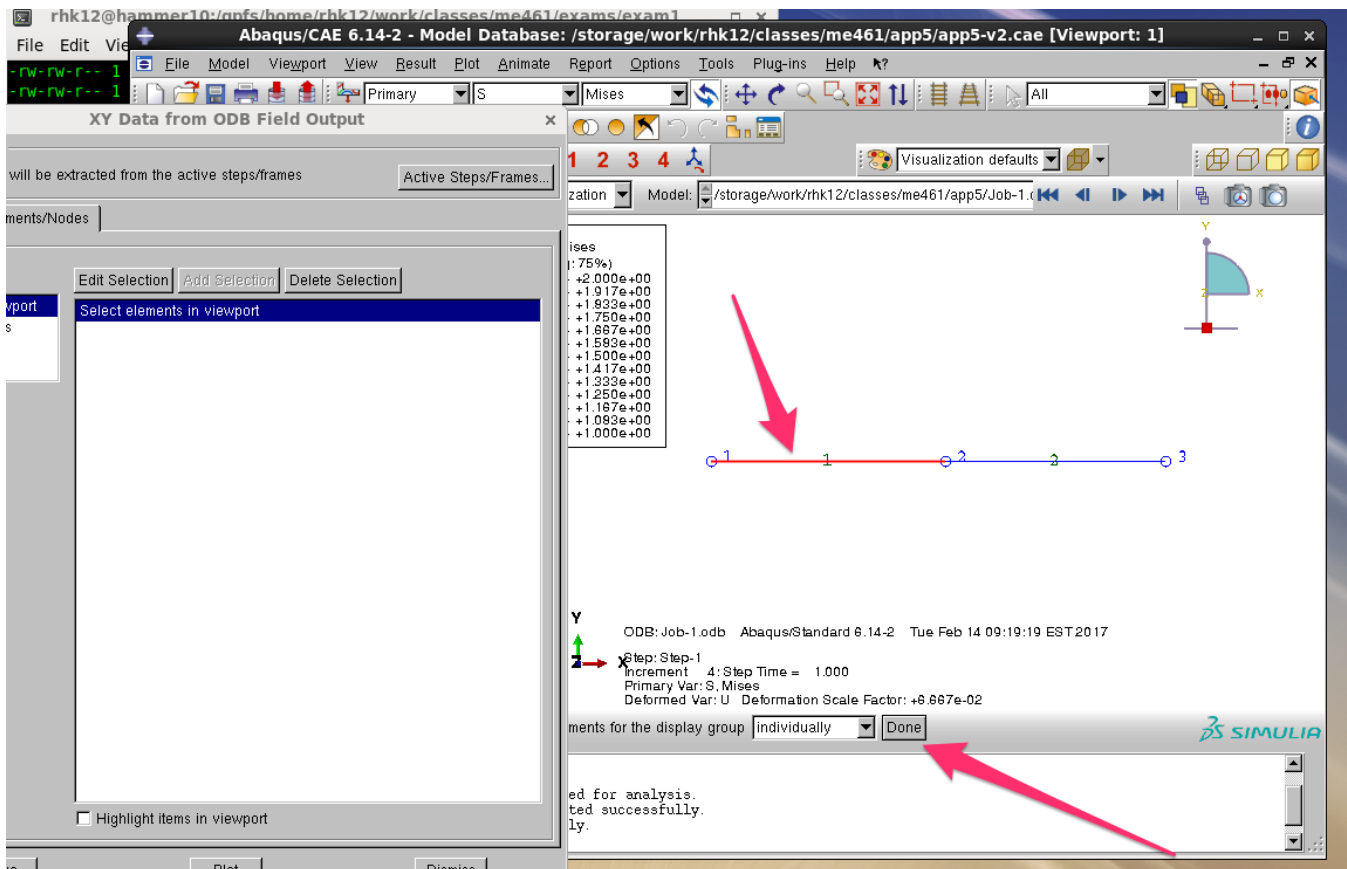 rhk12@hammer10:/gpfs/home/rhk12/work/classes/me461/exams/exam1
File Edit Vie
-rw-rw-r-- 1
-rw-rw-r-- 1
Abaqus/CAE 6.14-2 - Model Database: /storage/work/rhk12/classes/me461/app5/app5-v2.cae [Viewport: 1]
File Model Viewport View Result Plot Animate Report Options Tools Plug-ins Help
Primary S Mises All
1 2 3 4 Visualization defaults
zation Model: /storage/work/rhk12/classes/me461/app5/Job-1.
XY Data from ODB Field Output
will be extracted from the active steps/frames
Active Steps/Frames...
ments/Nodes
Edit Selection Add Selection Delete Selection
vport
s
Select elements in viewport
Highlight items in viewport
Plot
Dismiss
ises
: 75%)
+2.000e+00
+1.917e+00
+1.833e+00
+1.750e+00
+1.667e+00
+1.583e+00
+1.500e+00
+1.417e+00
+1.333e+00
+1.250e+00
+1.167e+00
+1.083e+00
+1.000e+00
Y
Z X
1 1 2 2 3
Y
Z X
ODB: Job-1.odb Abaqus/Standard 6.14-2 Tue Feb 14 09:19:19 EST 2017
Step: Step-1
Increment 4: Step Time = 1.000
Primary Var: S, Mises
Deformed Var: U Deformation Scale Factor: +6.667e-02
ments for the display group individually Done
SIMULIA
ed for analysis.
ted successfully.
ly.